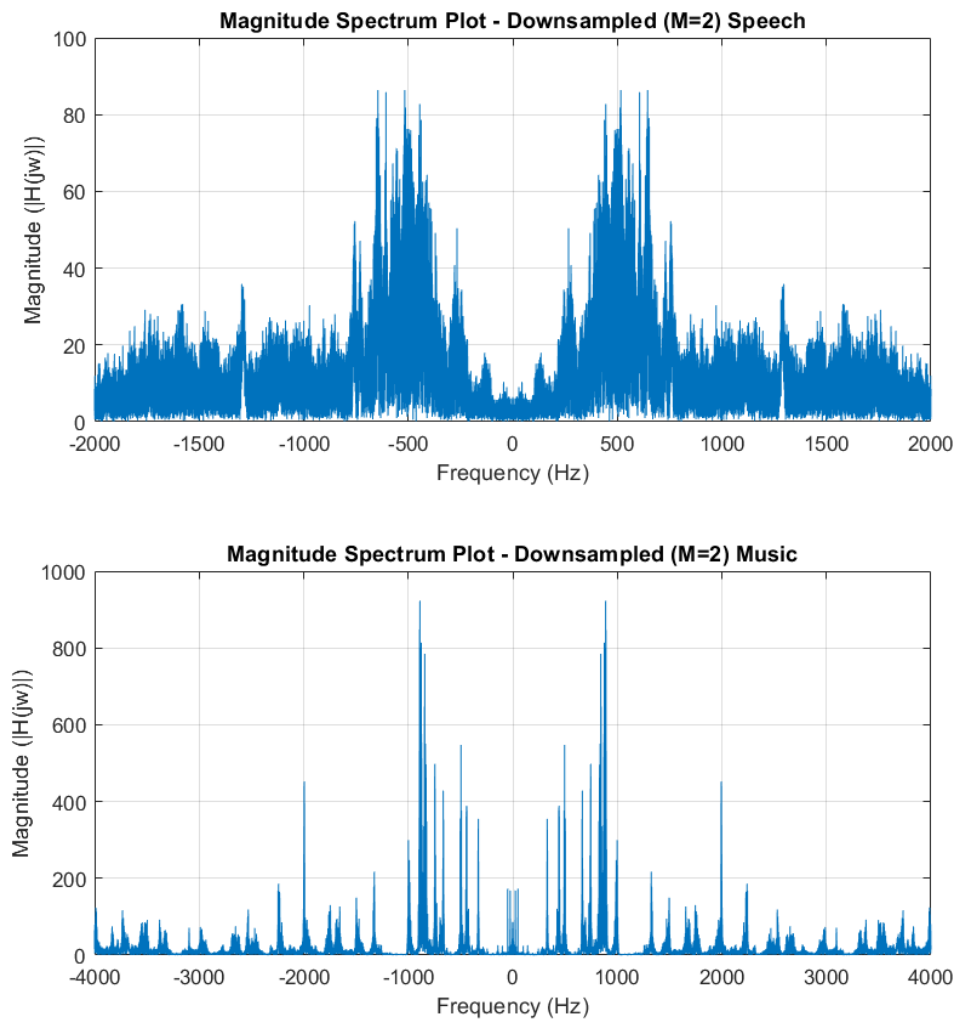 Magnitude Spectrum Plot - Downsampled (M=2) Speech
Magnitude (|H(jw)|)
100
80
60
40
20
0
-2000 -1500 -1000 -500 0 500 1000 1500 2000
Frequency (Hz)
Magnitude Spectrum Plot - Downsampled (M=2) Music
Magnitude (|H(jw)|)
1000
800
600
400
200
0
-4000 -3000 -2000 -1000 0 1000 2000 3000 4000
Frequency (Hz)